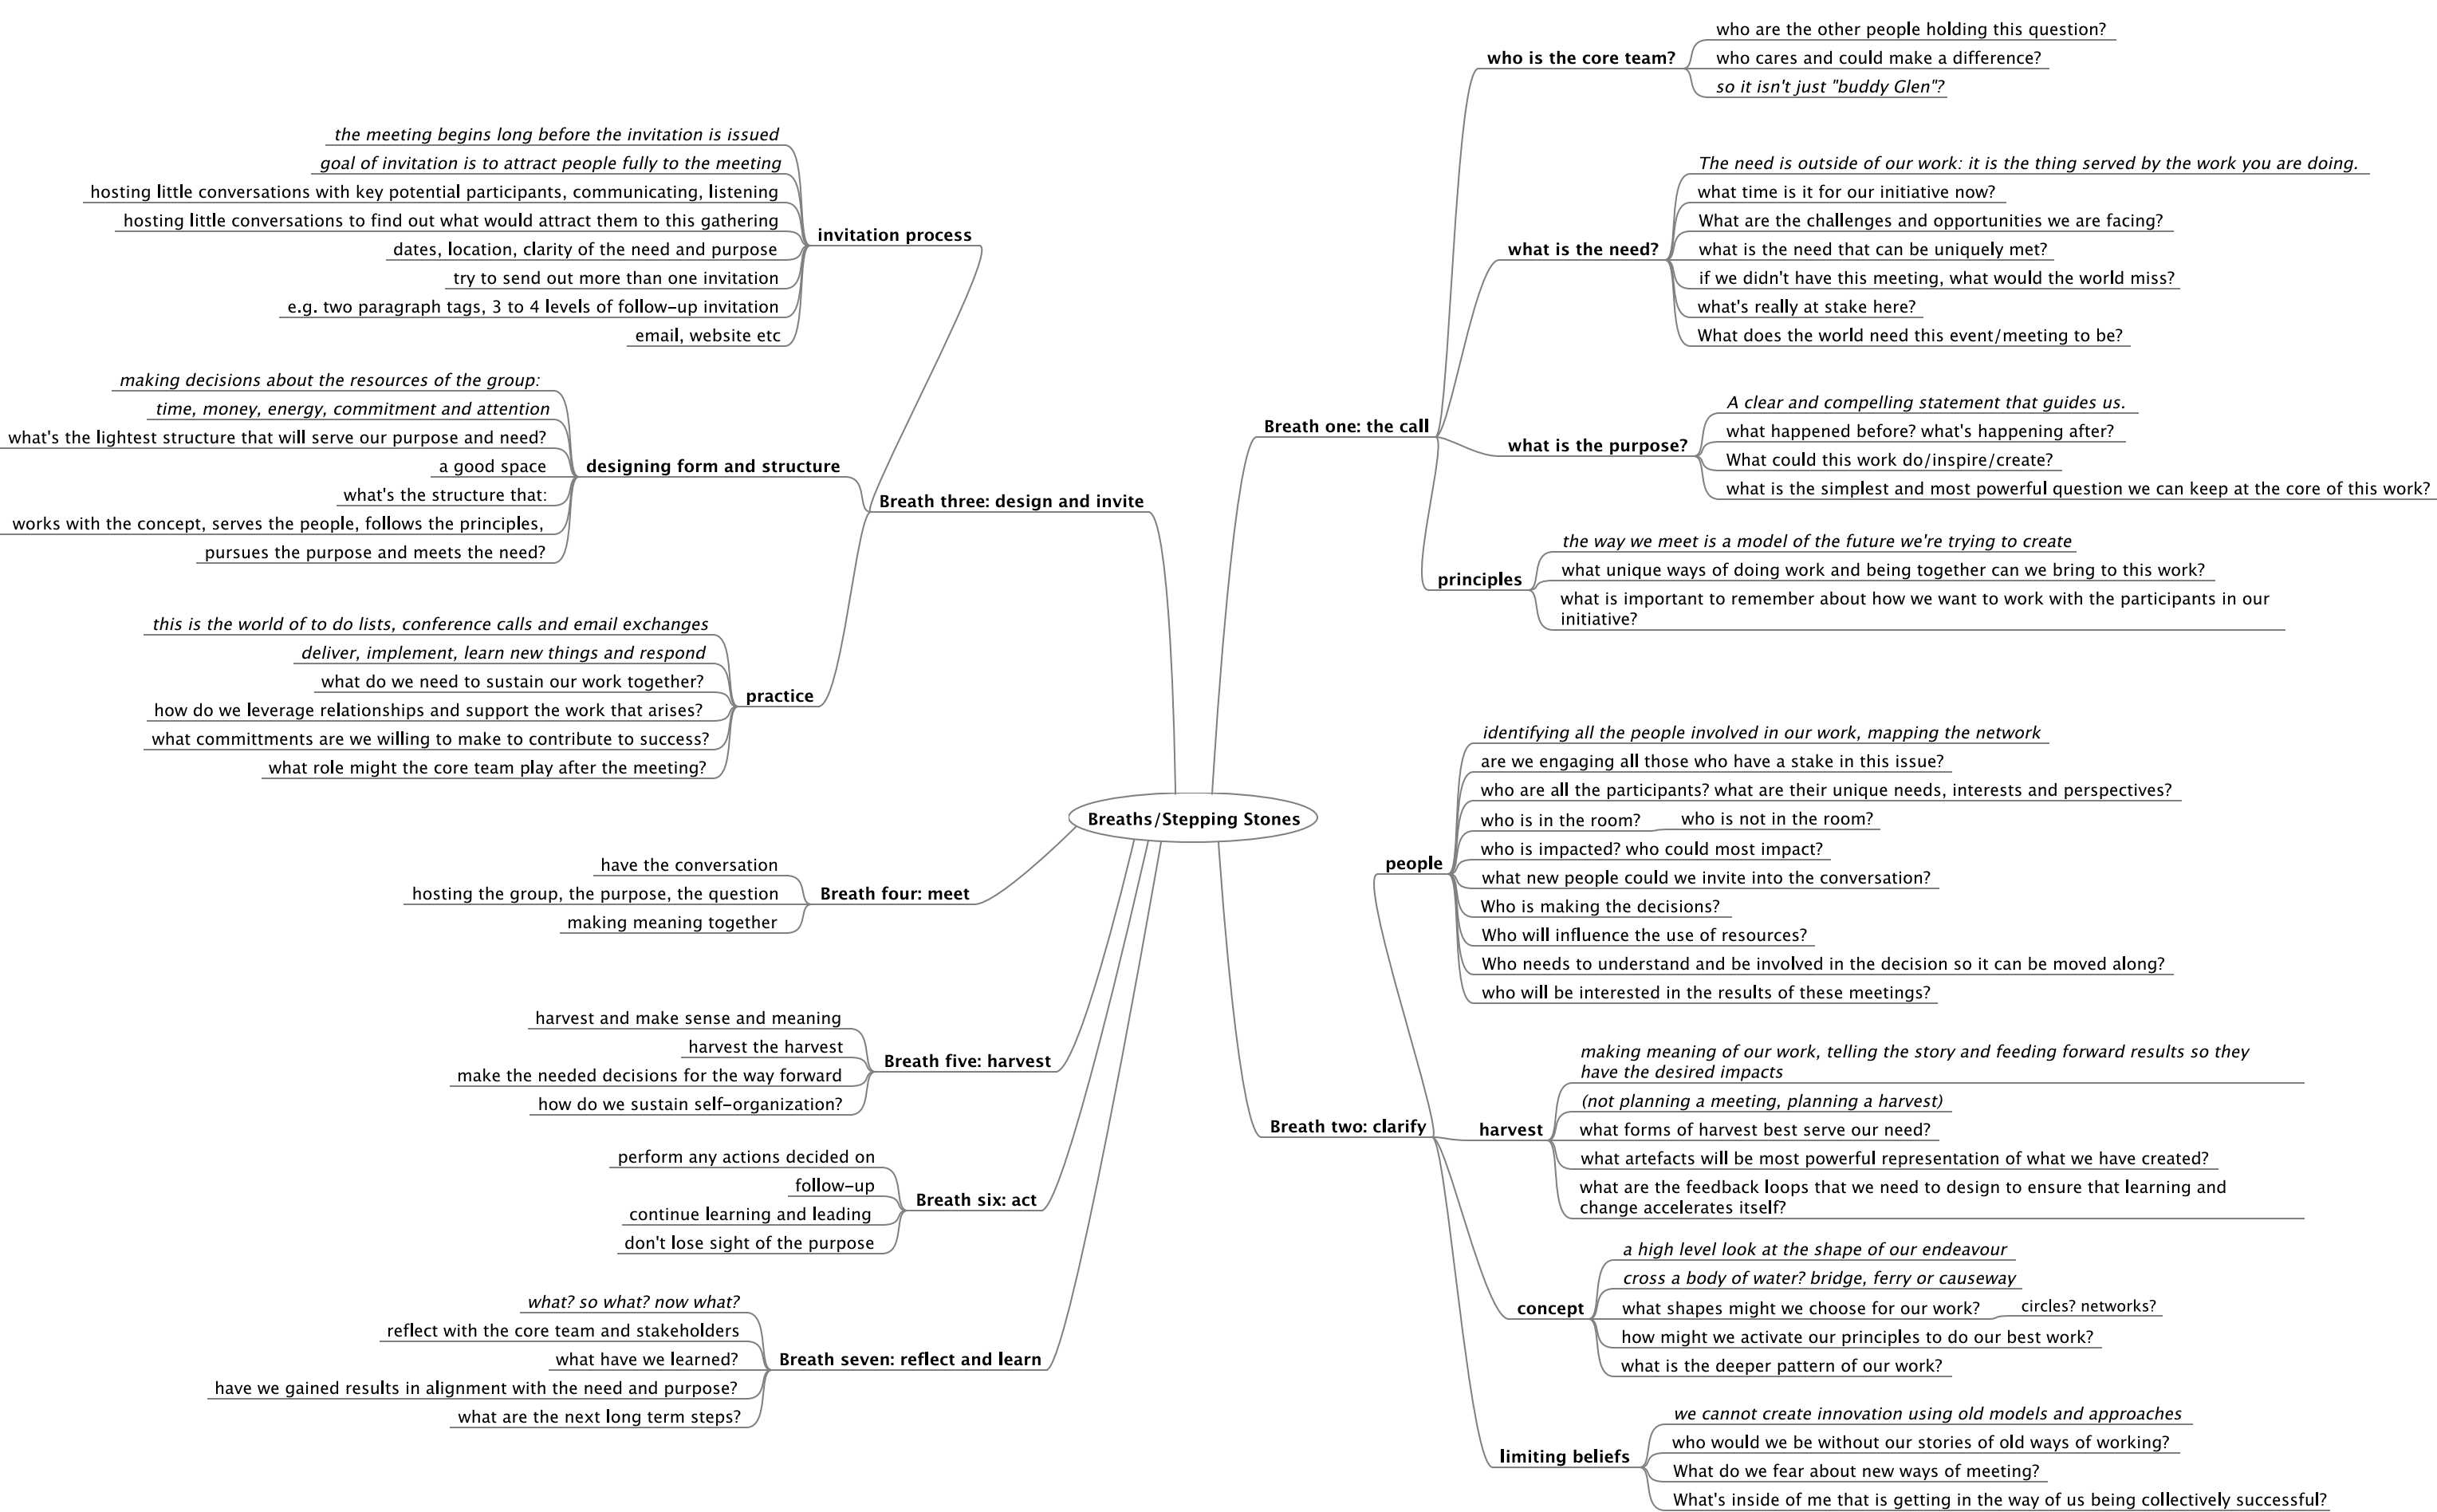 Breaths/Stepping Stones
Breath one: the call
who is the core team?
who are the other people holding this question?
who cares and could make a difference?
so it isn't just "buddy Glen"?
what is the need?
The need is outside of our work: it is the thing served by the work you are doing.
what time is it for our initiative now?
What are the challenges and opportunities we are facing?
what is the need that can be uniquely met?
if we didn't have this meeting, what would the world miss?
what's really at stake here?
What does the world need this event/meeting to be?
what is the purpose?
A clear and compelling statement that guides us.
what happened before? what's happening after?
What could this work do/inspire/create?
what is the simplest and most powerful question we can keep at the core of this work?
principles
the way we meet is a model of the future we're trying to create
what unique ways of doing work and being together can we bring to this work?
what is important to remember about how we want to work with the participants in our
initiative?
Breath two: clarify
people
identifying all the people involved in our work, mapping the network
are we engaging all those who have a stake in this issue?
who are all the participants? what are their unique needs, interests and perspectives?
who is in the room?
who is not in the room?
who is impacted? who could most impact?
what new people could we invite into the conversation?
Who is making the decisions?
Who will influence the use of resources?
Who needs to understand and be involved in the decision so it can be moved along?
who will be interested in the results of these meetings?
harvest
making meaning of our work, telling the story and feeding forward results so they
have the desired impacts
(not planning a meeting, planning a harvest)
what forms of harvest best serve our need?
what artefacts will be most powerful representation of what we have created?
what are the feedback loops that we need to design to ensure that learning and
change accelerates itself?
concept
a high level look at the shape of our endeavour
cross a body of water? bridge, ferry or causeway
what shapes might we choose for our work?
circles? networks?
how might we activate our principles to do our best work?
what is the deeper pattern of our work?
limiting beliefs
we cannot create innovation using old models and approaches
who would we be without our stories of old ways of working?
What do we fear about new ways of meeting?
What's inside of me that is getting in the way of us being collectively successful?
Breath three: design and invite
invitation process
the meeting begins long before the invitation is issued
goal of invitation is to attract people fully to the meeting
hosting little conversations with key potential participants, communicating, listening
hosting little conversations to find out what would attract them to this gathering
dates, location, clarity of the need and purpose
try to send out more than one invitation
e.g. two paragraph tags, 3 to 4 levels of follow-up invitation
email, website etc
designing form and structure
making decisions about the resources of the group:
time, money, energy, commitment and attention
what's the lightest structure that will serve our purpose and need?
a good space
what's the structure that:
works with the concept, serves the people, follows the principles,
pursues the purpose and meets the need?
practice
this is the world of to do lists, conference calls and email exchanges
deliver, implement, learn new things and respond
what do we need to sustain our work together?
how do we leverage relationships and support the work that arises?
what committments are we willing to make to contribute to success?
what role might the core team play after the meeting?
Breath four: meet
have the conversation
hosting the group, the purpose, the question
making meaning together
Breath five: harvest
harvest and make sense and meaning
harvest the harvest
make the needed decisions for the way forward
how do we sustain self-organization?
Breath six: act
perform any actions decided on
follow-up
continue learning and leading
don't lose sight of the purpose
Breath seven: reflect and learn
what? so what? now what?
reflect with the core team and stakeholders
what have we learned?
have we gained results in alignment with the need and purpose?
what are the next long term steps?